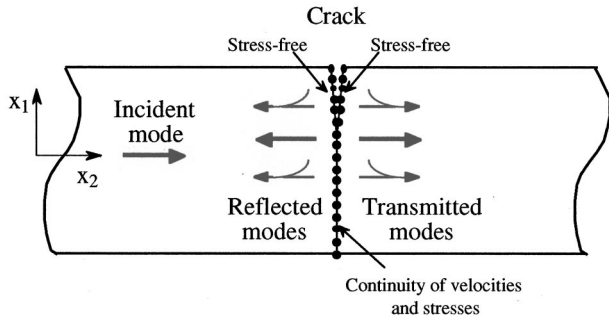 Crack
Stress-free
Stress-free
x1
Incident
mode
x2
Reflected
modes
Transmitted
modes
Continuity of velocities
and stresses